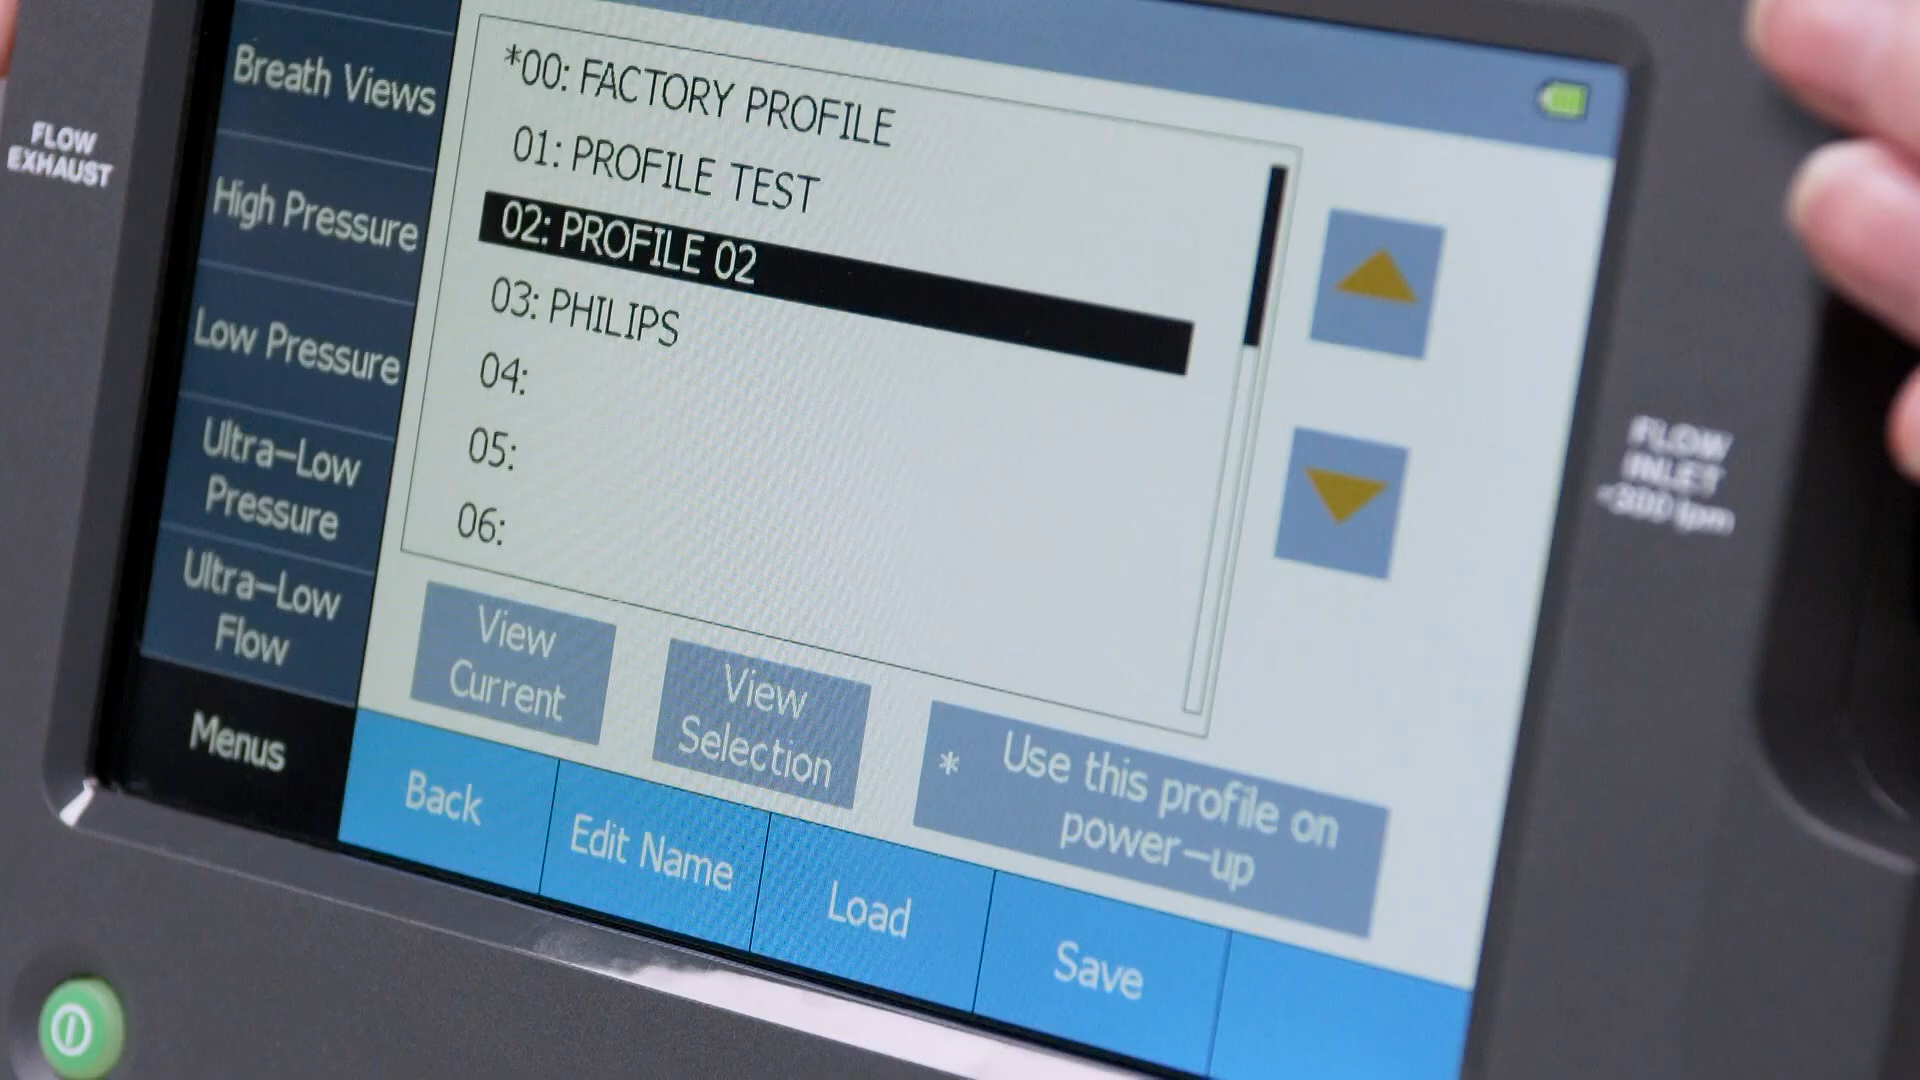 FLOW
EXHAUST
Breath Views
High Pressure
Low Pressure
Ultra-Low
Pressure
Ultra-Low
Flow
Menus
*00: FACTORY PROFILE
01: PROFILE TEST
02: PROFILE 02
03: PHILIPS
04:
05:
06:
View
Current
View
Selection
* Use this profile on
power-up
Back
Edit Name
Load
Save
FLOW
INLET
<300 lpm